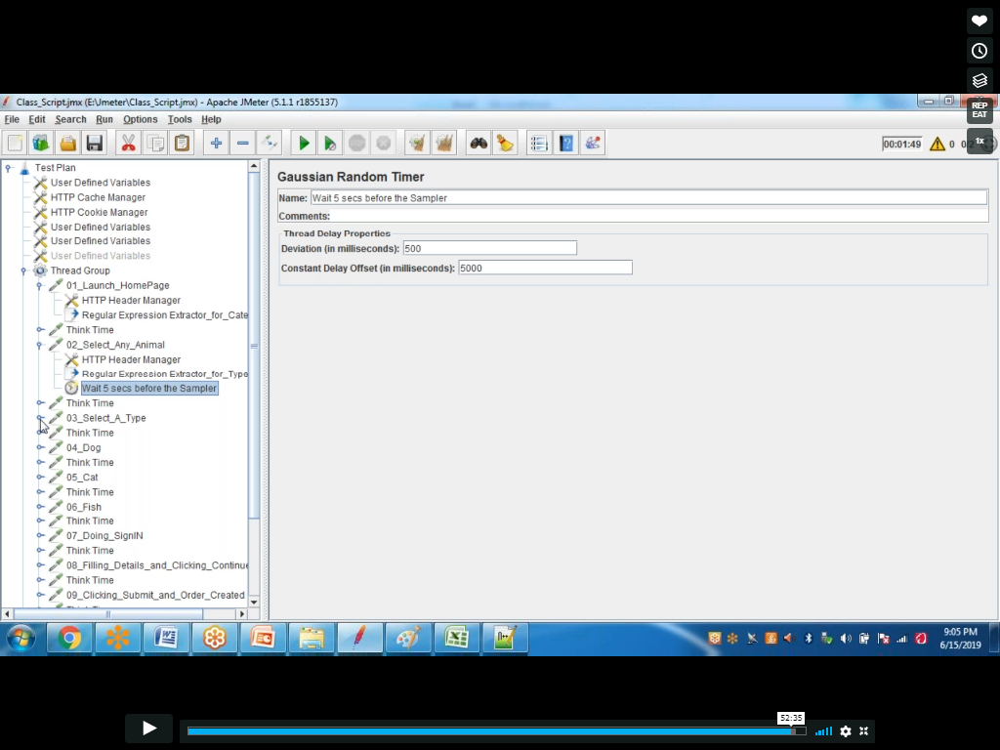 REP
EAT
1x
Class_Script.jmx (E:\Jmeter\Class_Script.jmx) - Apache JMeter (5.1.1 r1855137)
File Edit Search Run Options Tools Help
00:01:49 0
Test Plan
User Defined Variables
HTTP Cache Manager
HTTP Cookie Manager
User Defined Variables
User Defined Variables
User Defined Variables
Thread Group
01_Launch_HomePage
HTTP Header Manager
Regular Expression Extractor_for_Cate
Think Time
02_Select_Any_Animal
HTTP Header Manager
Regular Expression Extractor_for_Type
Wait 5 secs before the Sampler
Think Time
03_Select_A_Type
Think Time
04_Dog
Think Time
05_Cat
Think Time
06_Fish
Think Time
07_Doing_SignIN
Think Time
08_Filling_Details_and_Clicking_Continue
Think Time
09_Clicking_Submit_and_Order_Created
Gaussian Random Timer
Name: Wait 5 secs before the Sampler
Comments:
Thread Delay Properties
Deviation (in milliseconds): 500
Constant Delay Offset (in milliseconds): 5000
9:05 PM
6/15/2019
52:35